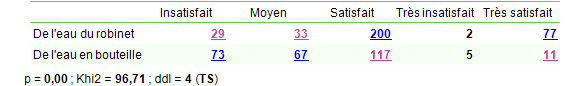 Insatisfait Moyen Satisfait Très insatisfait Très satisfait
De l'eau du robinet 29 33 200 2 77
De l'eau en bouteille 73 67 117 5 11
p = 0,00 ; Khi2 = 96,71 ; ddl = 4 (TS)